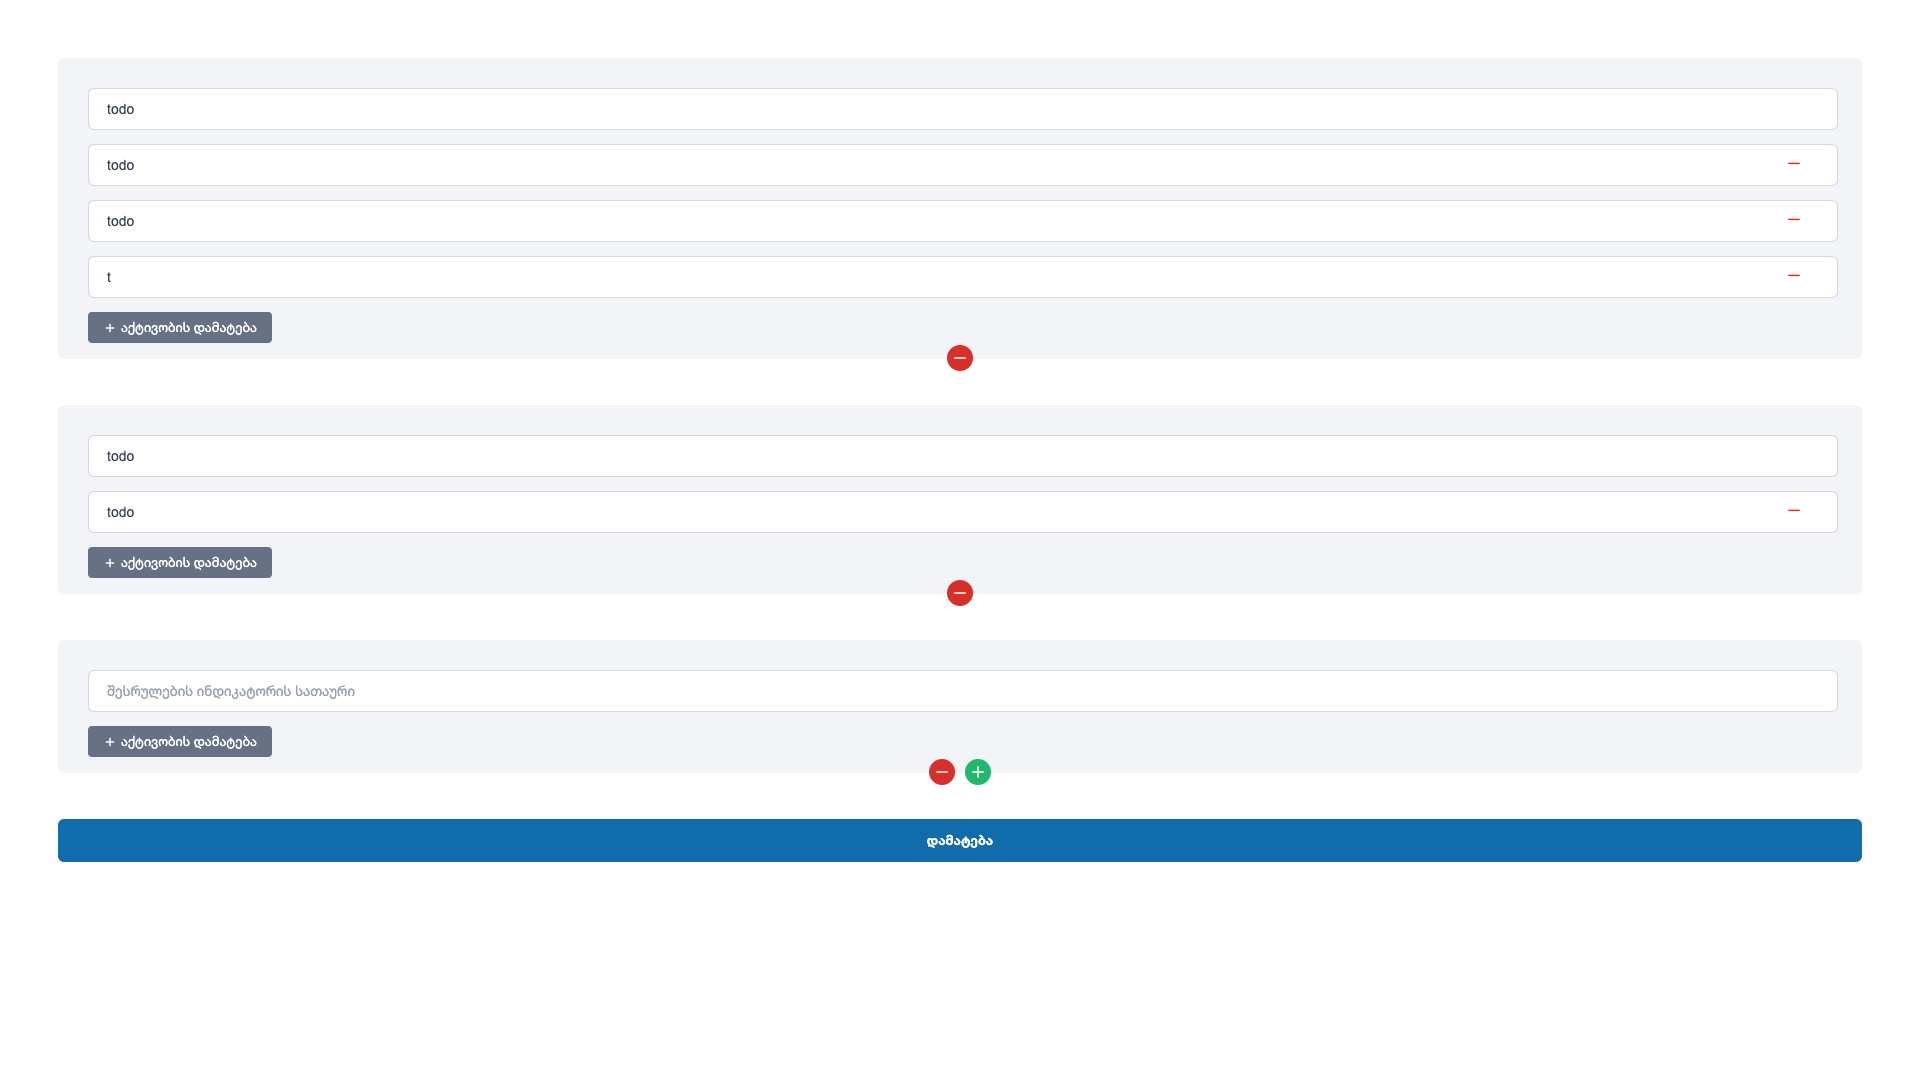 todo
todo
todo
t
+ აქტივობის დამატება
todo
todo
+ აქტივობის დამატება
შესრულების ინდიკატორის სათაური
+ აქტივობის დამატება
დამატება